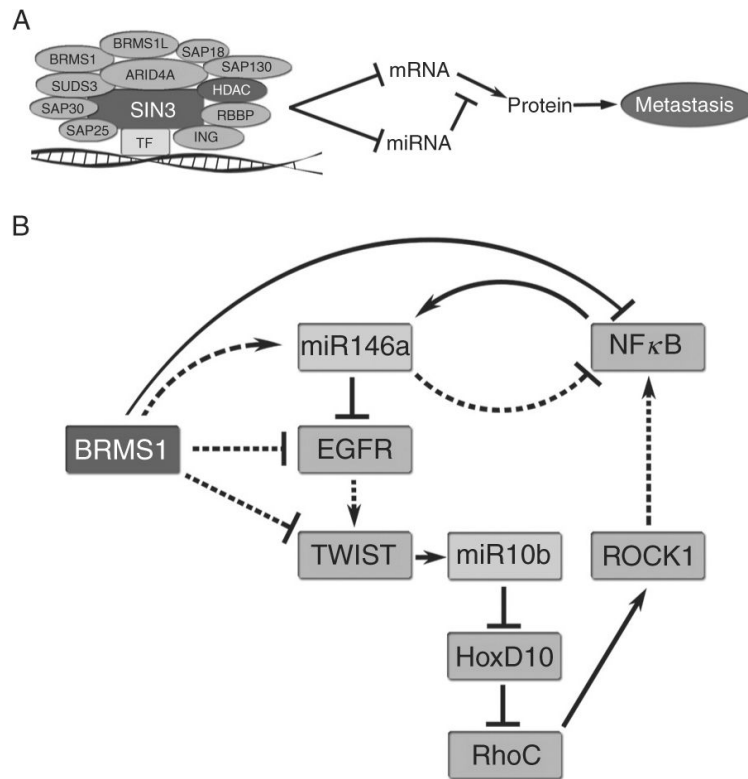 A
BRMS1L
BRMS1
SAP18
SAP130
ARID4A
SUDS3
HDAC
SAP30
SIN3
RBBP
SAP25
TF
ING
mRNA
miRNA
Protein
Metastasis
B
miR146a
NFκB
BRMS1
EGFR
TWIST
miR10b
ROCK1
HoxD10
RhoC